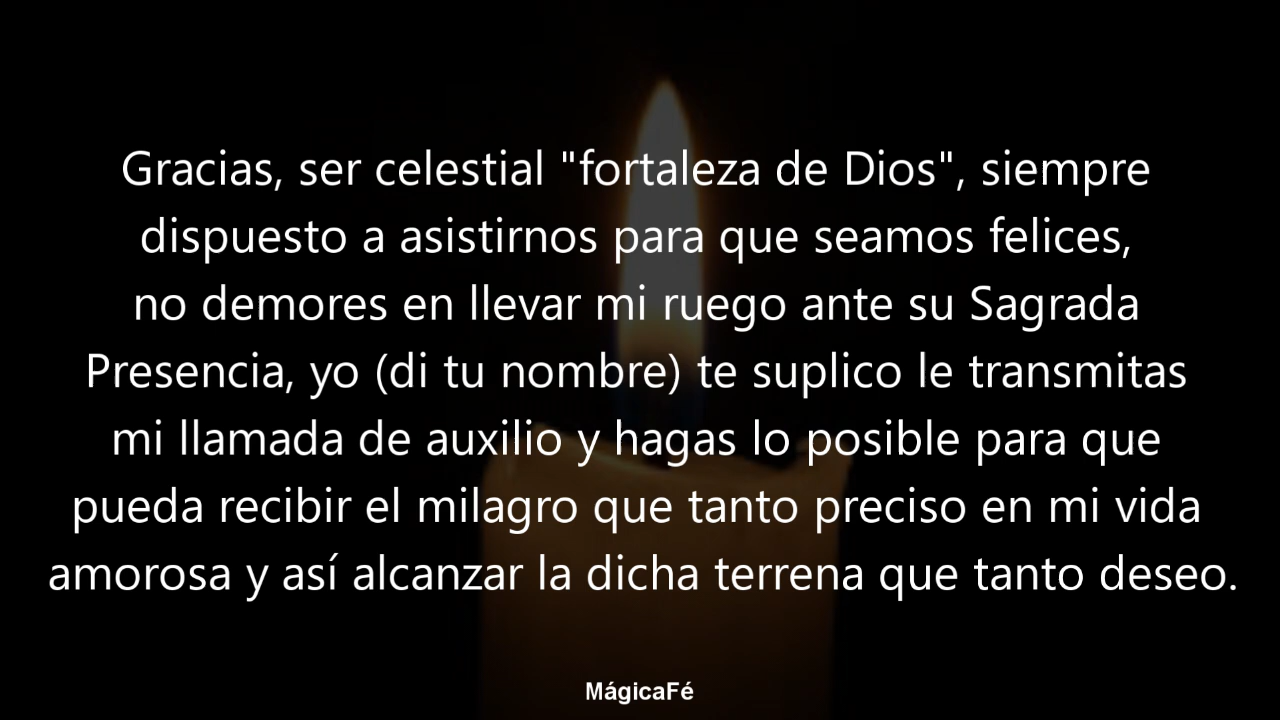 Gracias, ser celestial "fortaleza de Dios", siempre
dispuesto a asistirnos para que seamos felices,
no demores en llevar mi ruego ante su Sagrada
Presencia, yo (di tu nombre) te suplico le transmitas
mi llamada de auxilio y hagas lo posible para que
pueda recibir el milagro que tanto preciso en mi vida
amorosa y así alcanzar la dicha terrena que tanto deseo.
MágicaFé